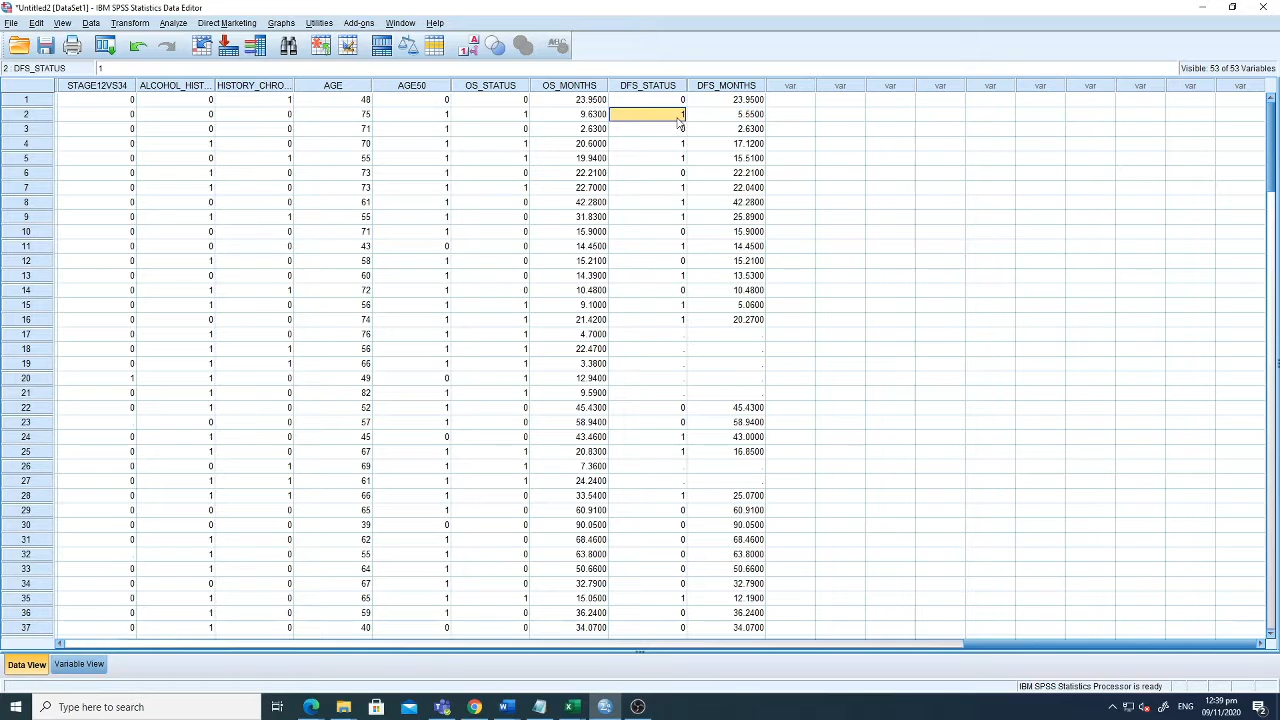 *Untitled2 [DataSet1] - IBM SPSS Statistics Data Editor
File Edit View Data Transform Analyze Direct Marketing Graphs Utilities Add-ons Window Help
2 : DFS_STATUS 1 Visible: 53 of 53 Variables
STAGE12VS34 ALCOHOL_HIST... HISTORY_CHRO... AGE AGE50 OS_STATUS OS_MONTHS DFS_STATUS DFS_MONTHS var var var var var var var var var var
1 0 0 1 48 0 0 23.9500 0 23.9500
2 0 0 0 75 1 1 9.6300 1 5.5500
3 0 0 0 71 1 0 2.6300 0 2.6300
4 0 1 0 70 1 1 20.6000 1 17.1200
5 0 0 1 55 1 1 19.9400 1 15.5100
6 0 0 0 73 1 0 22.2100 0 22.2100
7 0 1 0 73 1 1 22.7000 1 22.0400
8 0 0 0 61 1 1 42.2800 1 42.2800
9 0 1 1 55 1 1 31.8300 1 25.8900
10 0 0 0 71 1 0 15.9000 0 15.9000
11 0 0 0 43 0 0 14.4500 1 14.4500
12 0 1 0 58 1 0 15.2100 0 15.2100
13 0 0 0 60 1 0 14.3900 1 13.5300
14 0 1 1 72 1 0 10.4800 0 10.4800
15 0 1 0 56 1 1 9.1000 1 5.0600
16 0 0 0 74 1 1 21.4200 1 20.2700
17 0 1 0 76 1 1 4.7000 . .
18 0 1 1 56 1 1 22.4700 . .
19 0 1 1 66 1 1 3.3800 . .
20 1 1 0 49 0 1 12.9400 . .
21 0 1 0 82 1 1 9.5900 . .
22 0 1 0 52 1 0 45.4300 0 45.4300
23 . 0 0 57 1 0 58.9400 0 58.9400
24 0 1 0 45 0 0 43.4600 1 43.0000
25 0 1 0 67 1 1 20.8300 1 16.8500
26 0 0 1 69 1 1 7.3600 . .
27 0 1 1 61 1 1 24.2400 . .
28 0 1 1 66 1 1 33.5400 1 25.0700
29 0 0 0 65 1 0 60.9100 0 60.9100
30 0 0 0 39 0 0 90.0500 0 90.0500
31 0 1 0 62 1 0 68.4600 0 68.4600
32 . 1 0 55 1 0 63.8000 0 63.8000
33 0 1 0 64 1 0 50.6600 0 50.6600
34 0 0 0 67 1 0 32.7900 0 32.7900
35 0 1 0 65 1 1 15.0500 1 12.1900
36 0 1 0 59 1 0 36.2400 0 36.2400
37 0 1 0 40 0 0 34.0700 0 34.0700
Data View Variable View
IBM SPSS Statistics Processor is ready
Type here to search
12:39 PM
09/11/2020